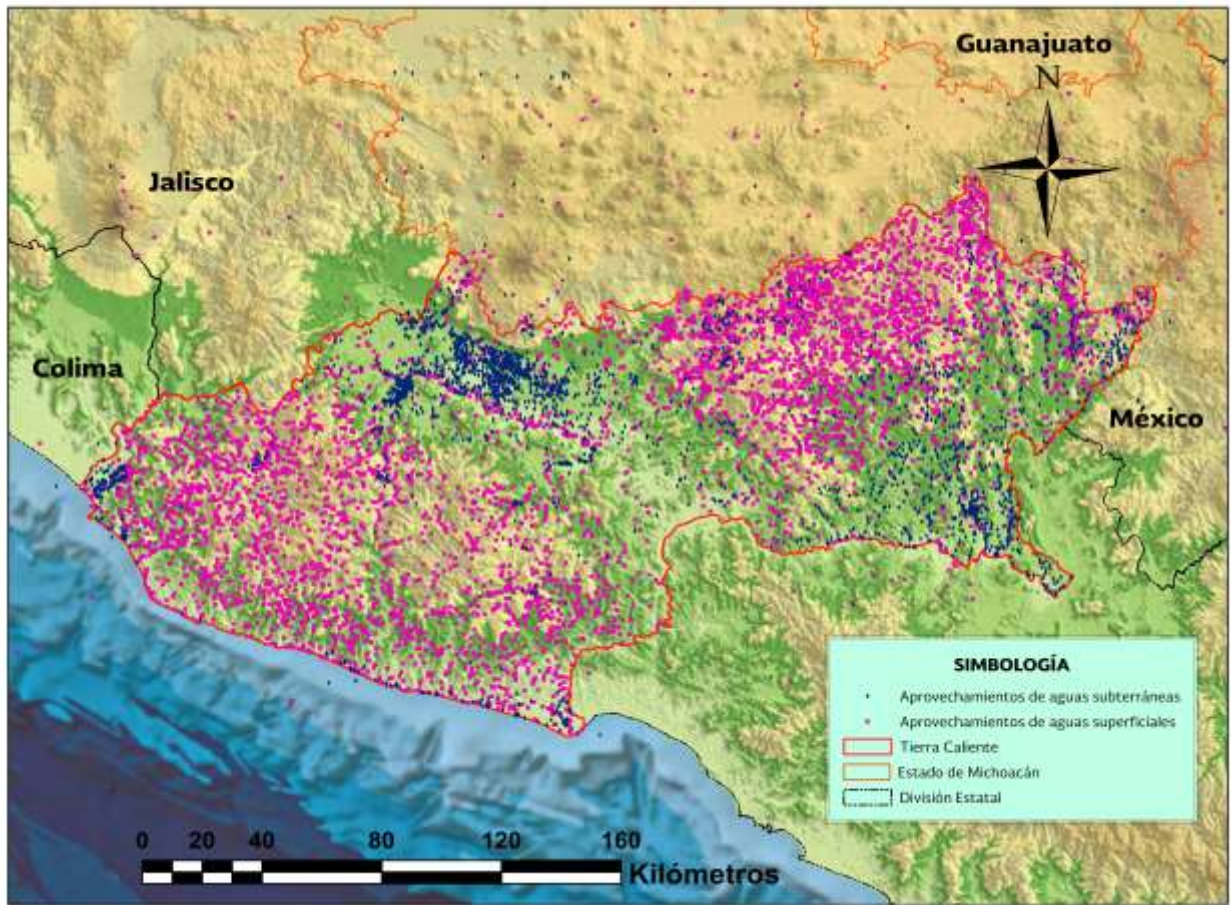 Guanajuato
N
Jalisco
Colima
México
SIMBOLOGÍA
Aprovechamientos de aguas subterráneas
Aprovechamientos de aguas superficiales
Tierra Caliente
Estado de Michoacán
División Estatal
0 20 40 80 120 160
Kilómetros